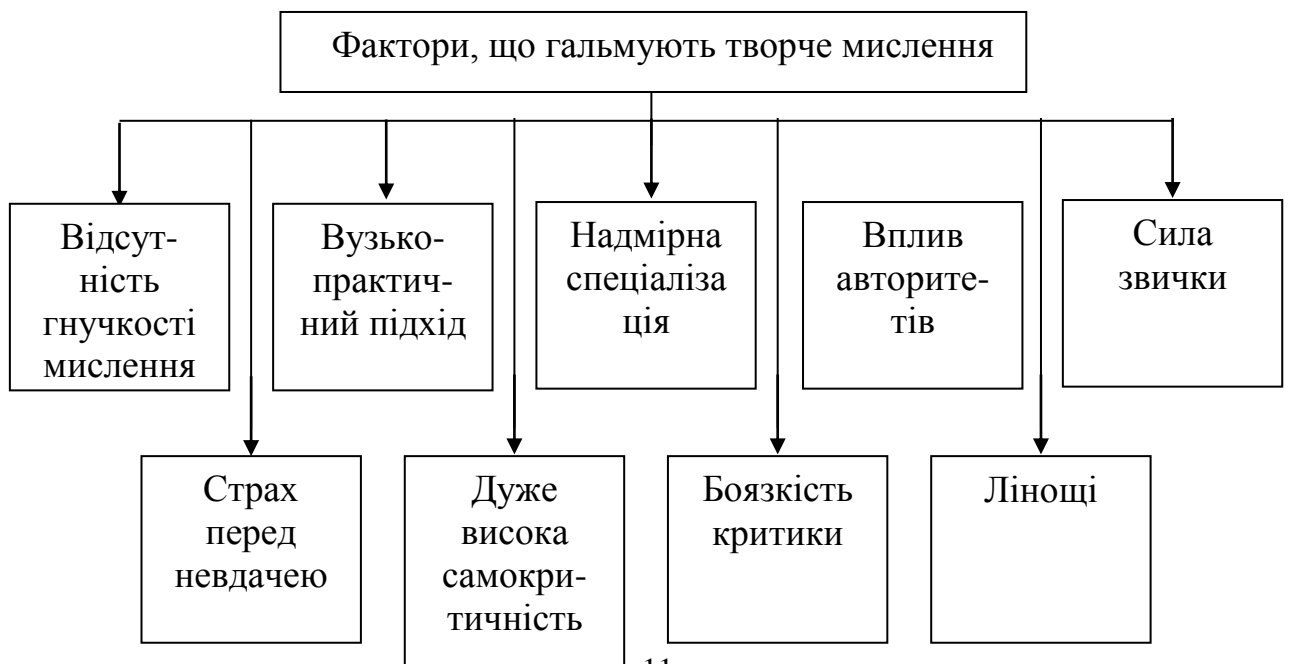 Фактори, що гальмують творче мислення
Відсут-
ність
гнучкості
мислення
Вузько-
практич-
ний підхід
Надмірна
спеціаліза
ція
Вплив
авторите-
тів
Сила
звички
Страх
перед
невдачею
Дуже
висока
самокри-
тичність
Боязкість
критики
Лінощі